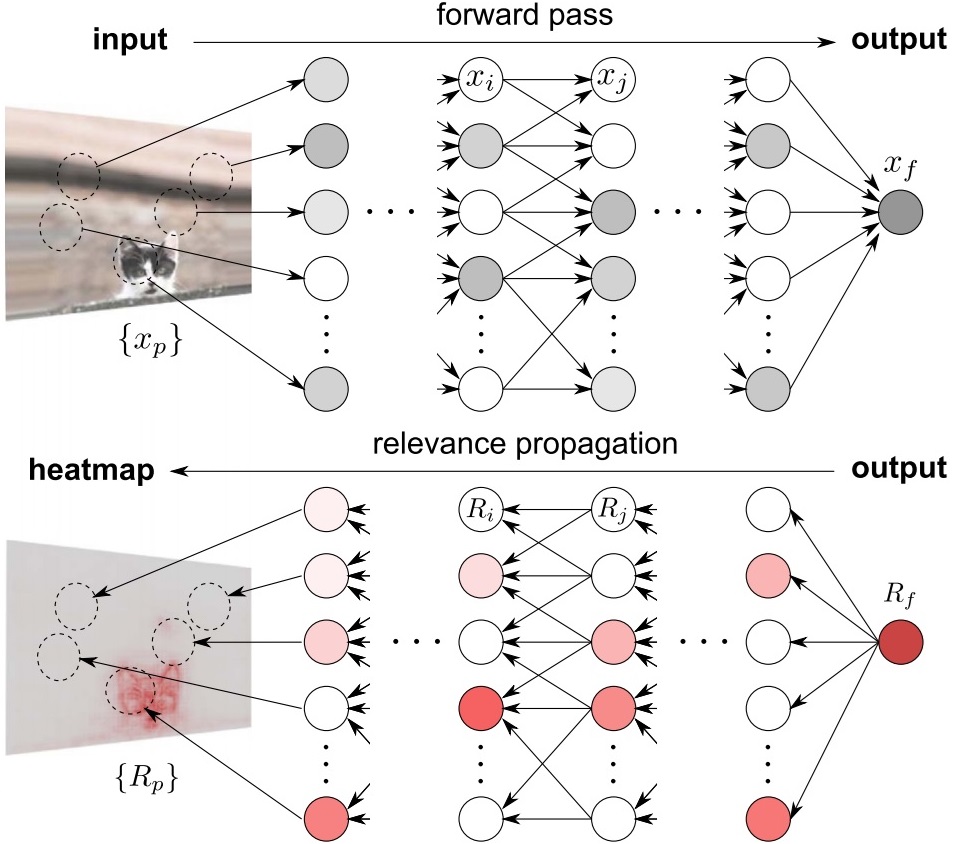 forward pass
input
output
x_i
x_j
x_f
{x_p}
relevance propagation
heatmap
output
R_i
R_j
R_f
{R_p}